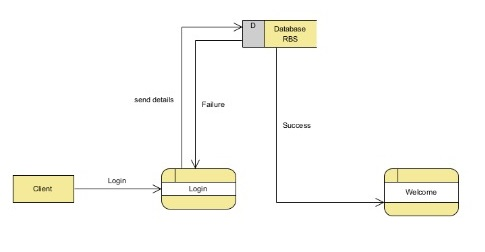 D
Database
RBS
send details
Failure
Success
Client
Login
Login
Welcome